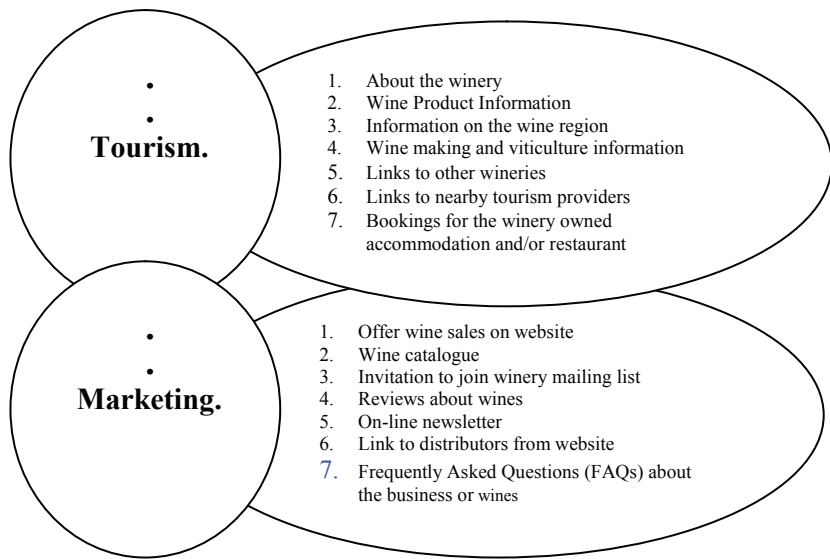 .
.
Tourism.
1. About the winery
2. Wine Product Information
3. Information on the wine region
4. Wine making and viticulture information
5. Links to other wineries
6. Links to nearby tourism providers
7. Bookings for the winery owned
accommodation and/or restaurant
.
.
Marketing.
1. Offer wine sales on website
2. Wine catalogue
3. Invitation to join winery mailing list
4. Reviews about wines
5. On-line newsletter
6. Link to distributors from website
7. Frequently Asked Questions (FAQs) about
the business or wines